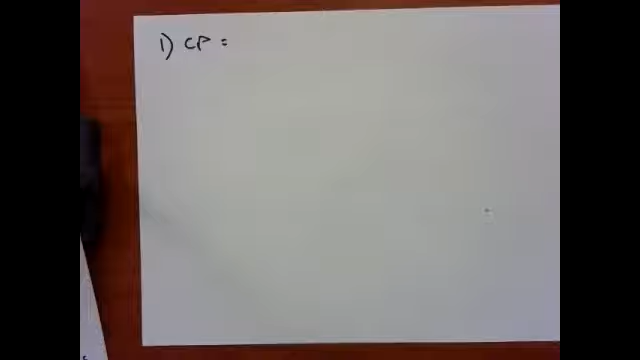 1) CP =